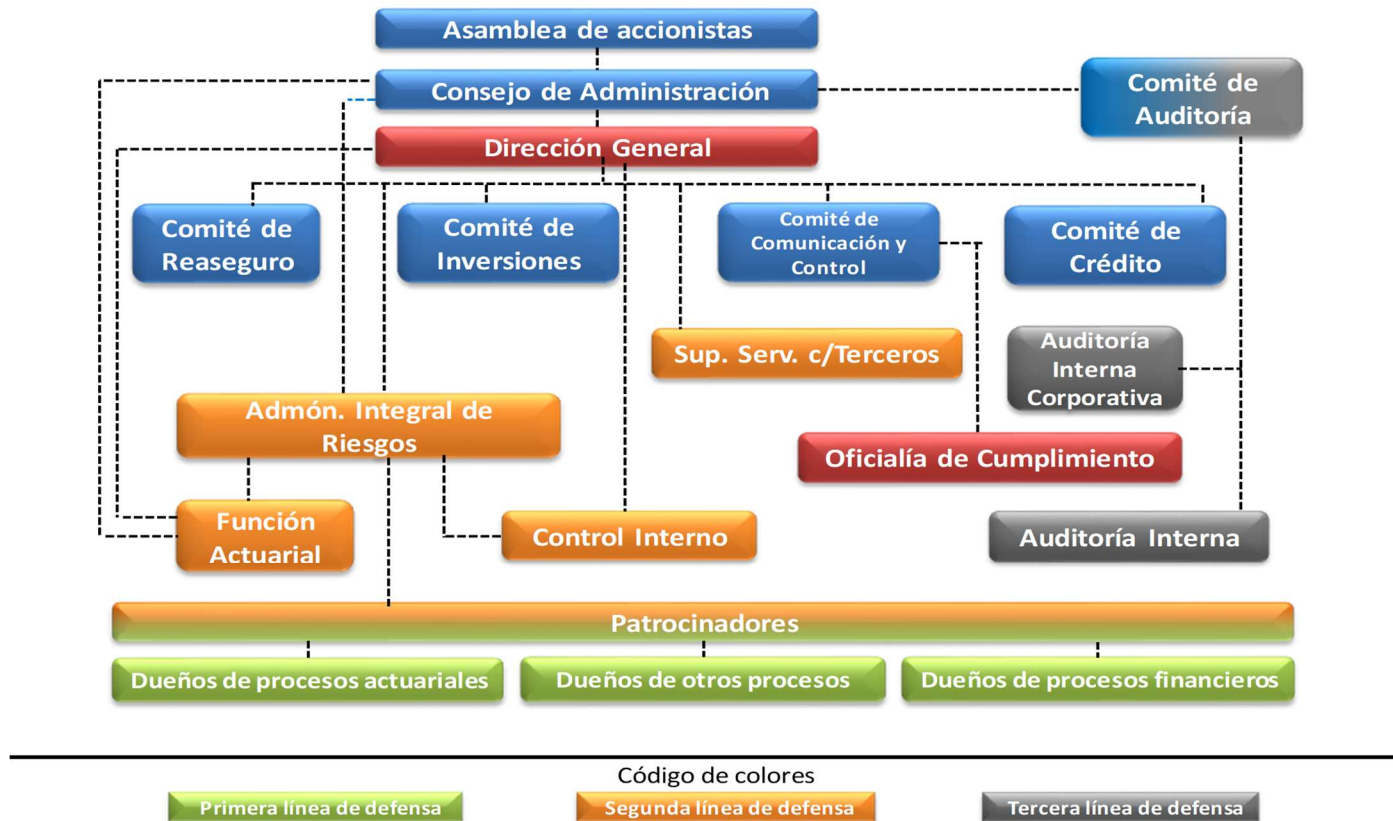 Asamblea de accionistas
Consejo de Administración
Comité de
Auditoría
Dirección General
Comité de
Reaseguro
Comité de
Inversiones
Comité de
Comunicación y
Control
Comité de
Crédito
Sup. Serv. c/Terceros
Auditoría
Interna
Corporativa
Admón. Integral de
Riesgos
Oficialía de Cumplimiento
Función
Actuarial
Control Interno
Auditoría Interna
Patrocinadores
Dueños de procesos actuariales
Dueños de otros procesos
Dueños de procesos financieros
Código de colores
Primera línea de defensa
Segunda línea de defensa
Tercera línea de defensa